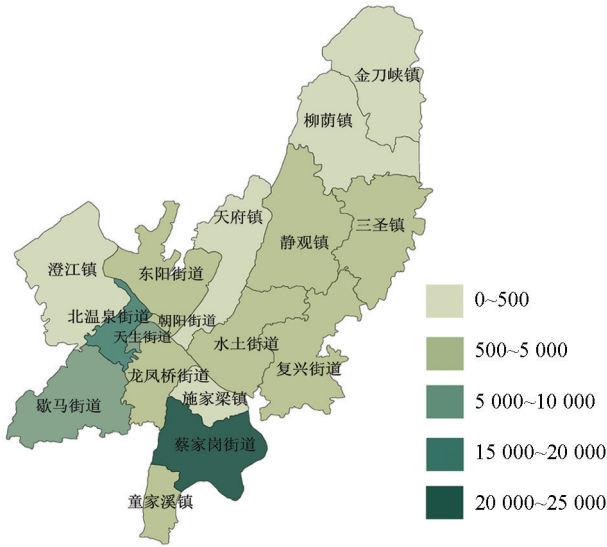 金刀峡镇
柳荫镇
天府镇
三圣镇
静观镇
澄江镇
东阳街道
北温泉街道
朝阳街道
天生街道
水土街道
龙凤桥街道
复兴街道
施家梁镇
歇马街道
蔡家岗街道
童家溪镇
0~500
500~5 000
5 000~10 000
15 000~20 000
20 000~25 000